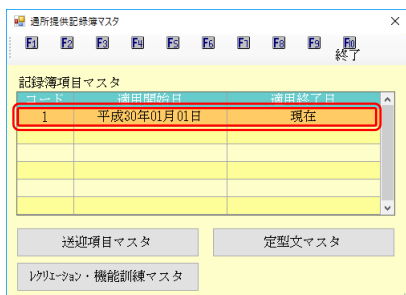 通所提供記録簿マスタ
F1 F2 F3 F4 F5 F6 F7 F8 F9 F10
終了
記録簿項目マスタ
コード 適用開始日 適用終了日
1 平成30年01月01日 現在
送迎項目マスタ 定型文マスタ
ﾚｸﾘｴｰｼｮﾝ・機能訓練マスタ